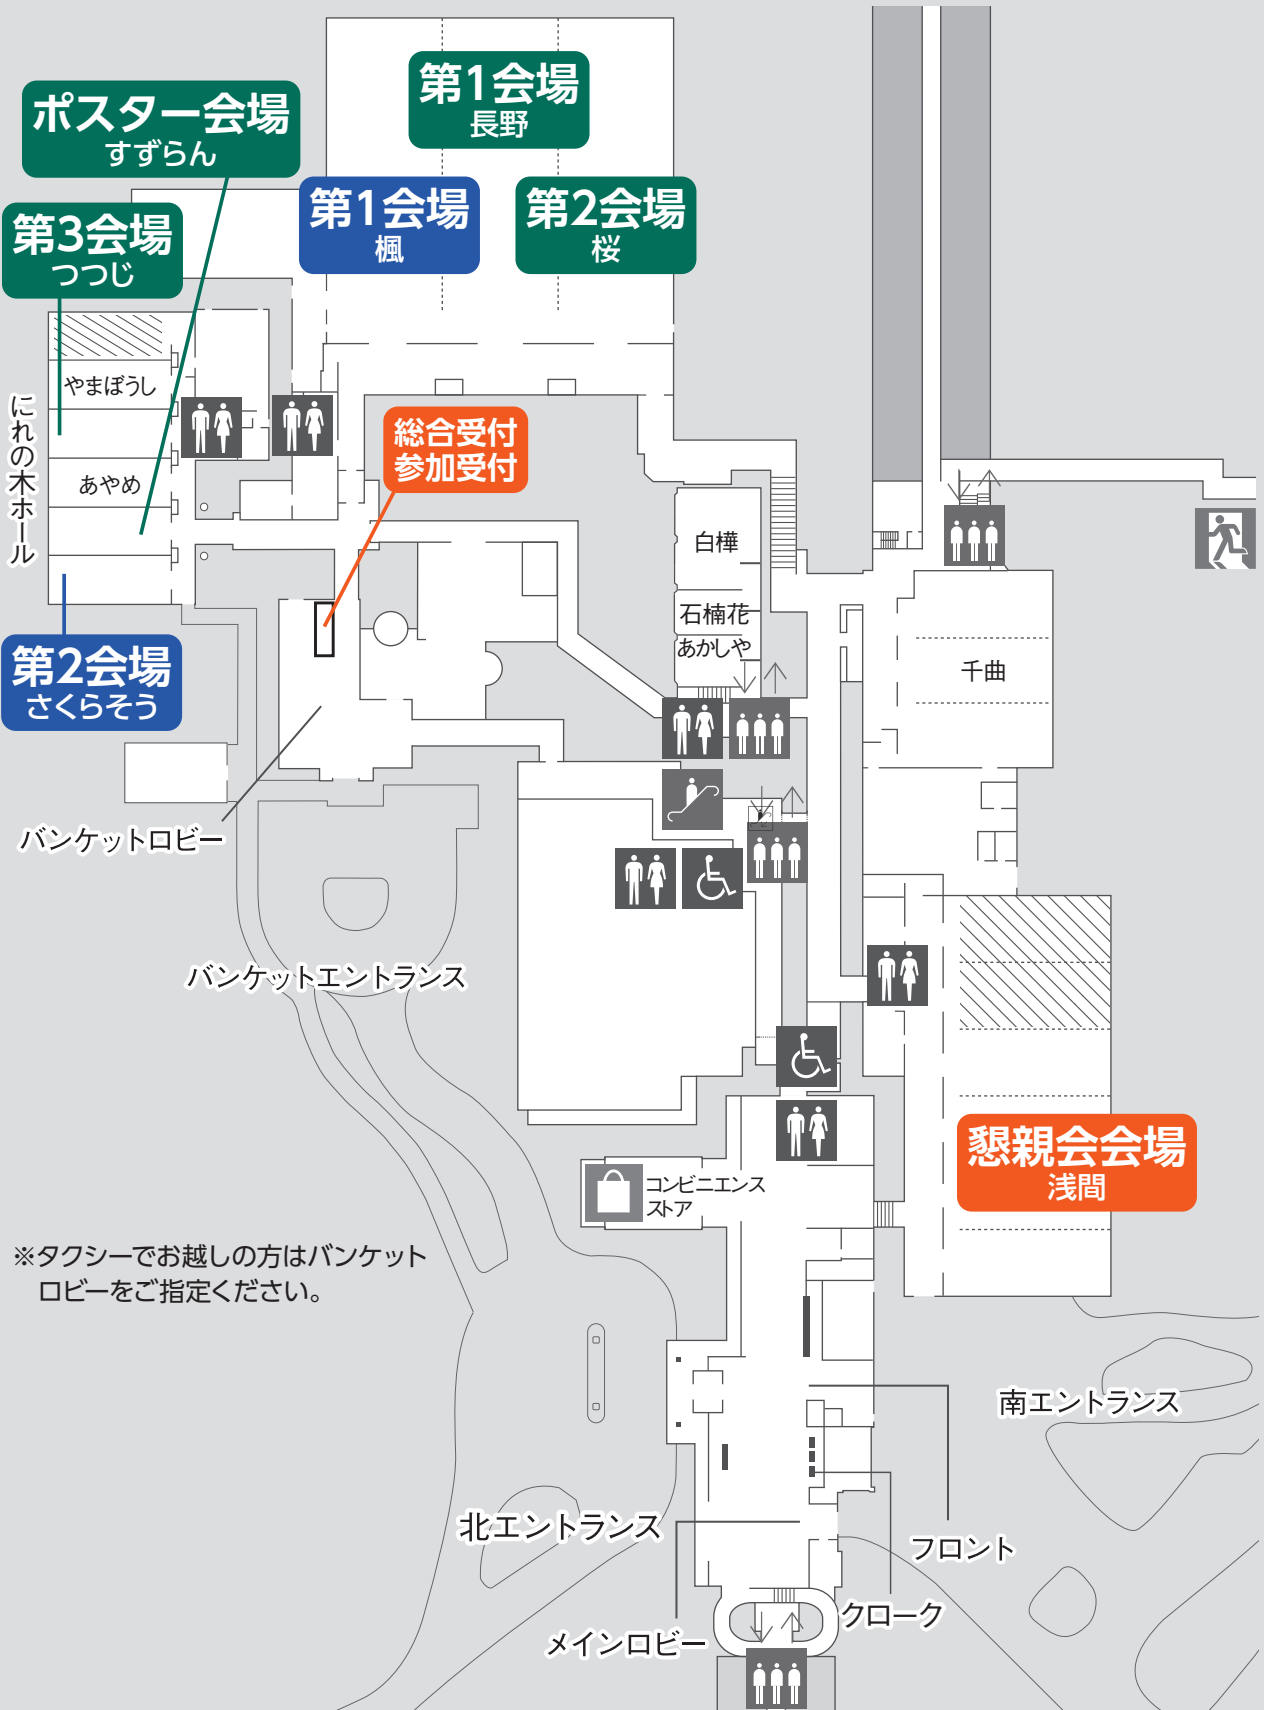 第1会場
長野
ポスター会場
すずらん
第1会場
楓
第2会場
桜
第3会場
つつじ
やまぼうし
にれの木ホール
総合受付
参加受付
あやめ
白樺
石楠花
あかしや
千曲
第2会場
さくらそう
バンケットロビー
バンケットエントランス
懇親会会場
浅間
コンビニエンス
ストア
※タクシーでお越しの方はバンケット
ロビーをご指定ください。
南エントランス
北エントランス
フロント
クローク
メインロビー